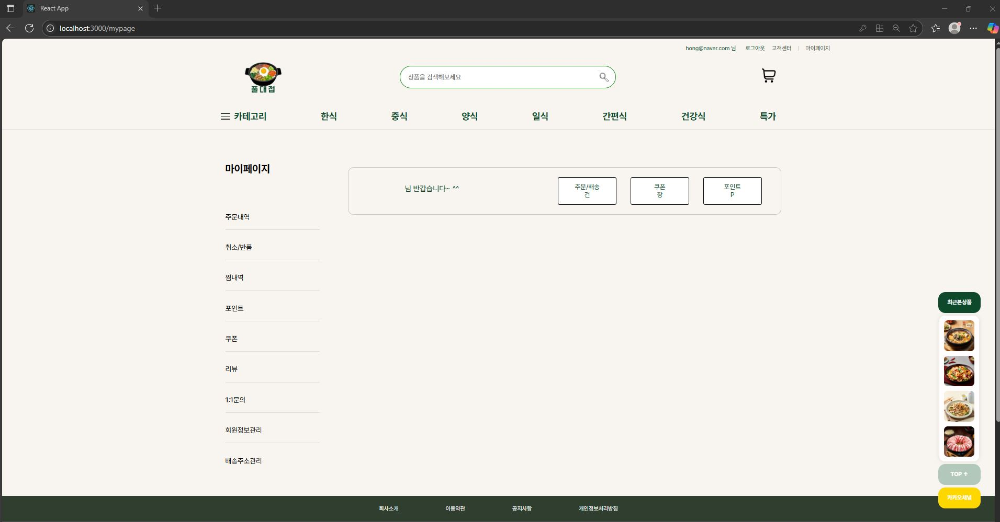 React App
localhost:3000/mypage
hong@naver.com 님 로그아웃 고객센터 | 마이페이지
풀대접
상품을 검색해보세요
카테고리 한식 중식 양식 일식 간편식 건강식 특가
마이페이지
님 반갑습니다~ ^^
주문/배송
건
쿠폰
장
포인트
P
주문내역
취소/반품
찜내역
포인트
쿠폰
리뷰
1:1문의
회원정보관리
배송주소관리
최근본상품
TOP ↑
카카오채널
회사소개 이용약관 공지사항 개인정보처리방침